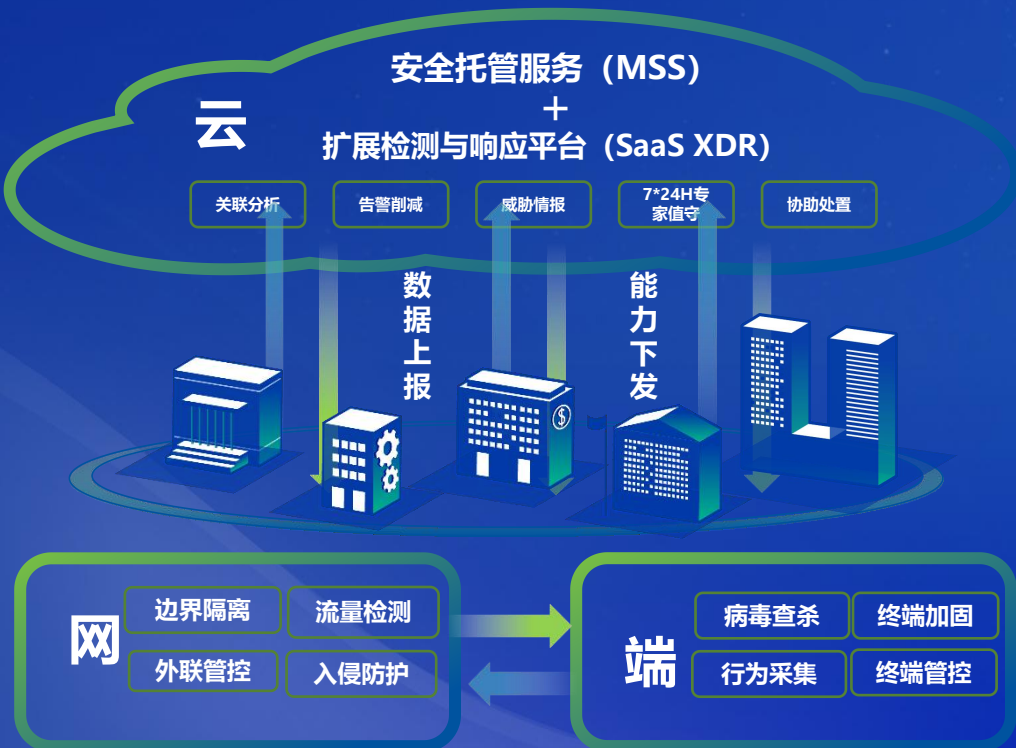 安全托管服务（MSS）
+
云
扩展检测与响应平台（SaaS XDR）
关联分析
告警削减
威胁情报
7*24H专
家值守
协助处置
数据上报
能力下发
$
网
边界隔离
流量检测
外联管控
入侵防护
端
病毒查杀
终端加固
行为采集
终端管控